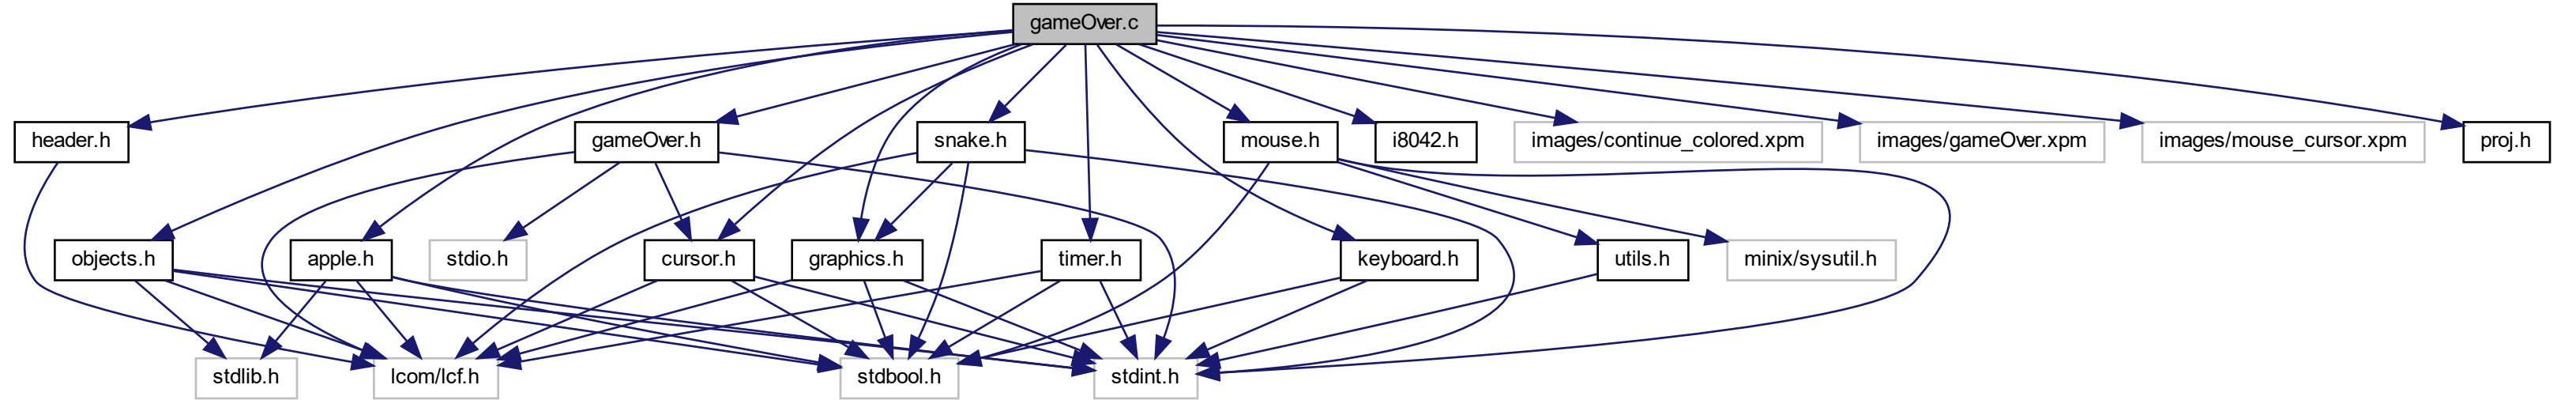 gameOver.c
header.h
gameOver.h
snake.h
mouse.h
i8042.h
images/continue_colored.xpm
images/gameOver.xpm
images/mouse_cursor.xpm
proj.h
objects.h
apple.h
stdio.h
cursor.h
graphics.h
timer.h
keyboard.h
utils.h
minix/sysutil.h
stdlib.h
lcom/lcf.h
stdbool.h
stdint.h